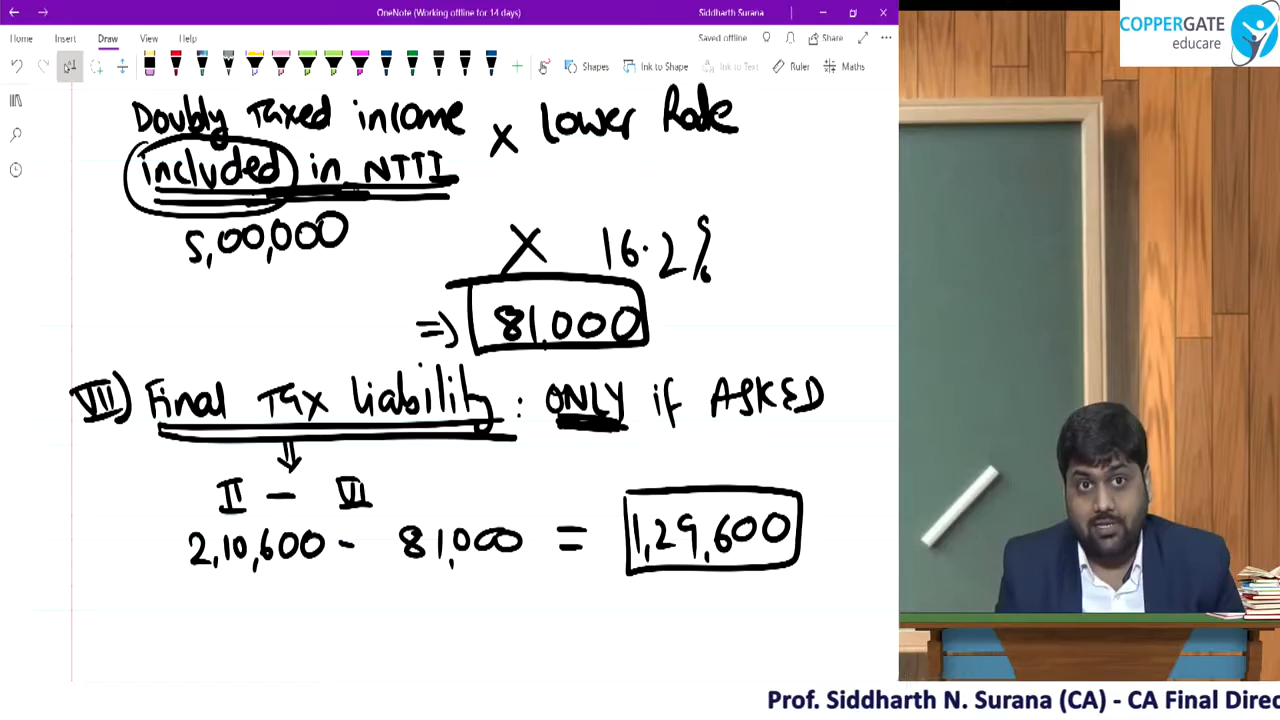 OneNote (Working offline for 14 days)
Siddharth Surana
Home Insert Draw View Help
Saved offline
Share
Shapes
Ink to Shape
Ink to Text
Ruler
Maths
COPPERGATE
educare
Doubly Taxed income × Lower Rate
included in NTTI
5,00,000 × 16.2%
=> 81,000
VII) Final Tax Liability : ONLY if ASKED
II - VI
2,10,600 - 81,000 = 1,29,600
Prof. Siddharth N. Surana (CA) - CA Final Direc